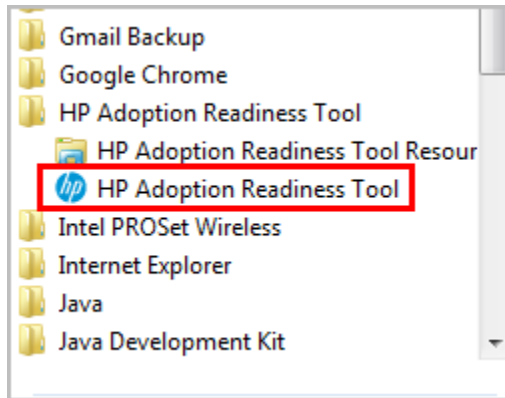 Gmail Backup
Google Chrome
HP Adoption Readiness Tool
HP Adoption Readiness Tool Resour
hp HP Adoption Readiness Tool
Intel PROSet Wireless
Internet Explorer
Java
Java Development Kit